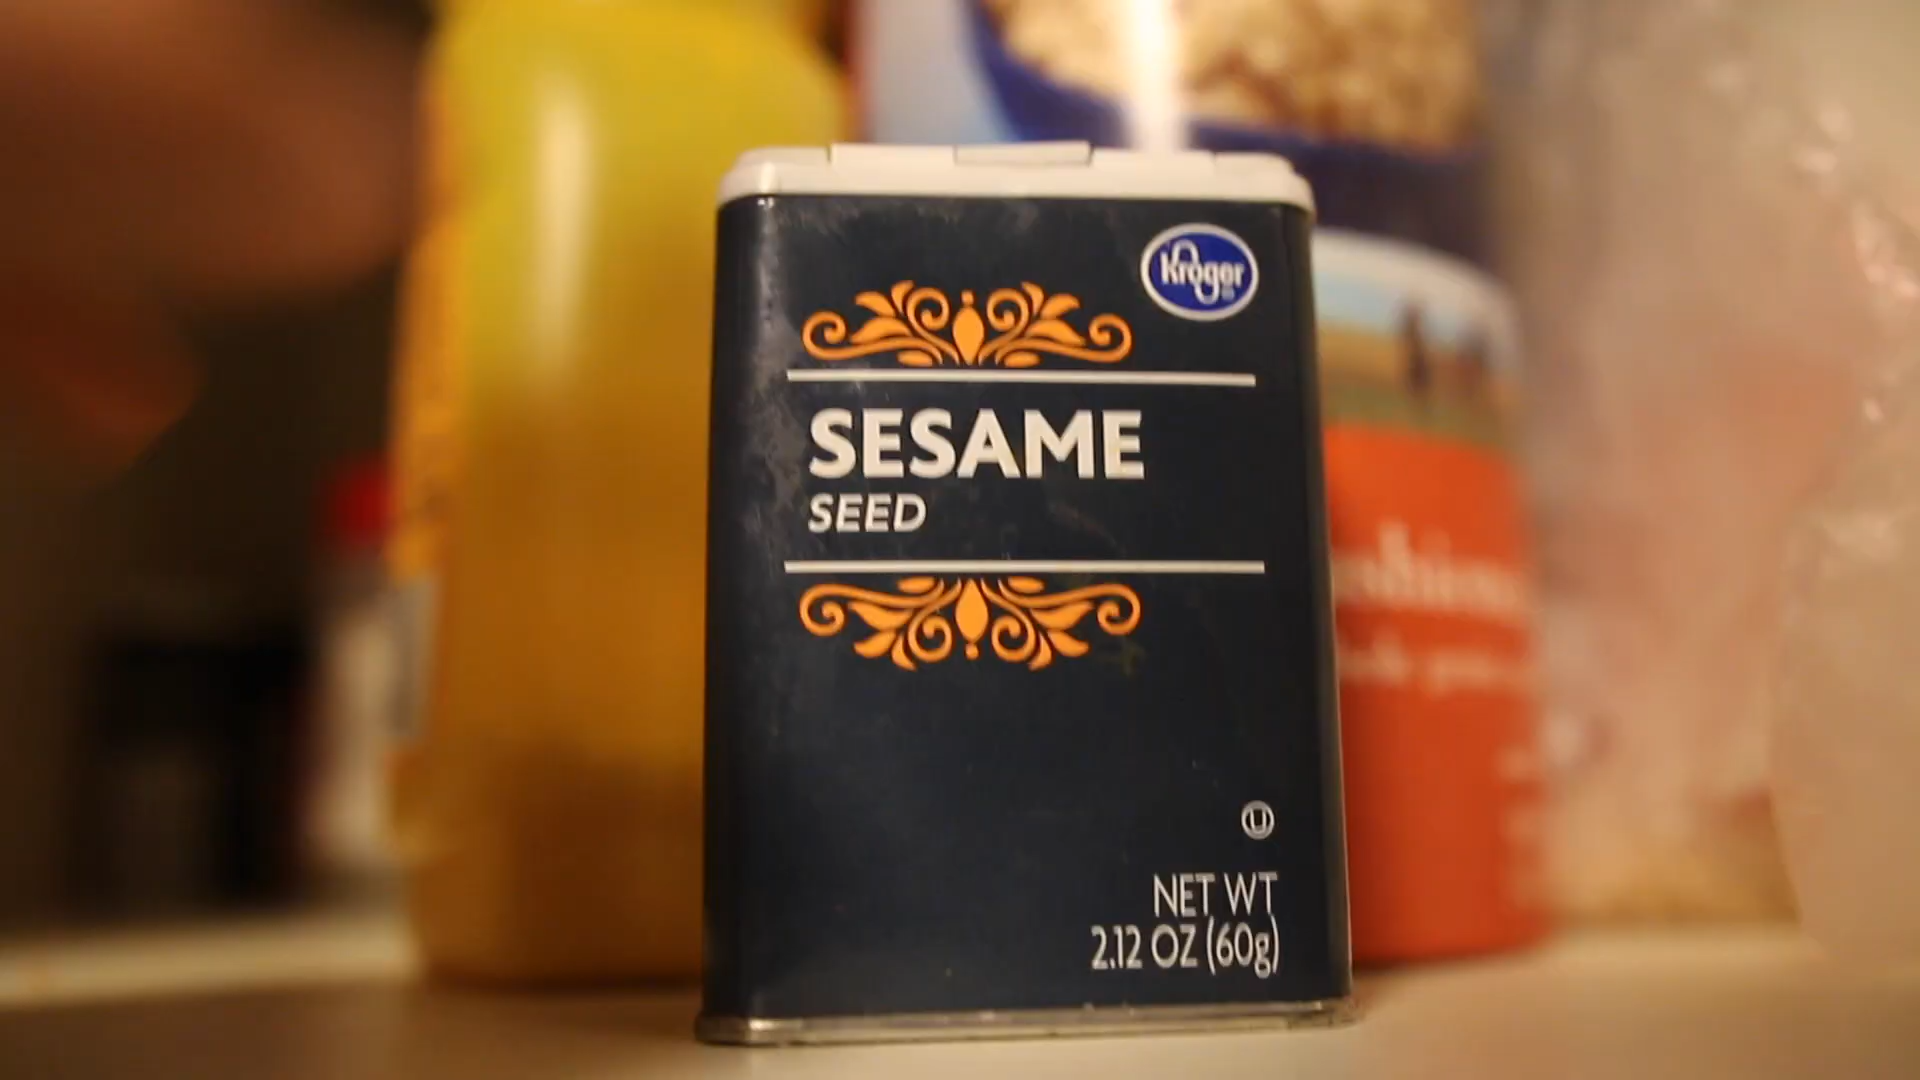 Kroger
SESAME
SEED
U
NET WT
2.12 OZ (60g)